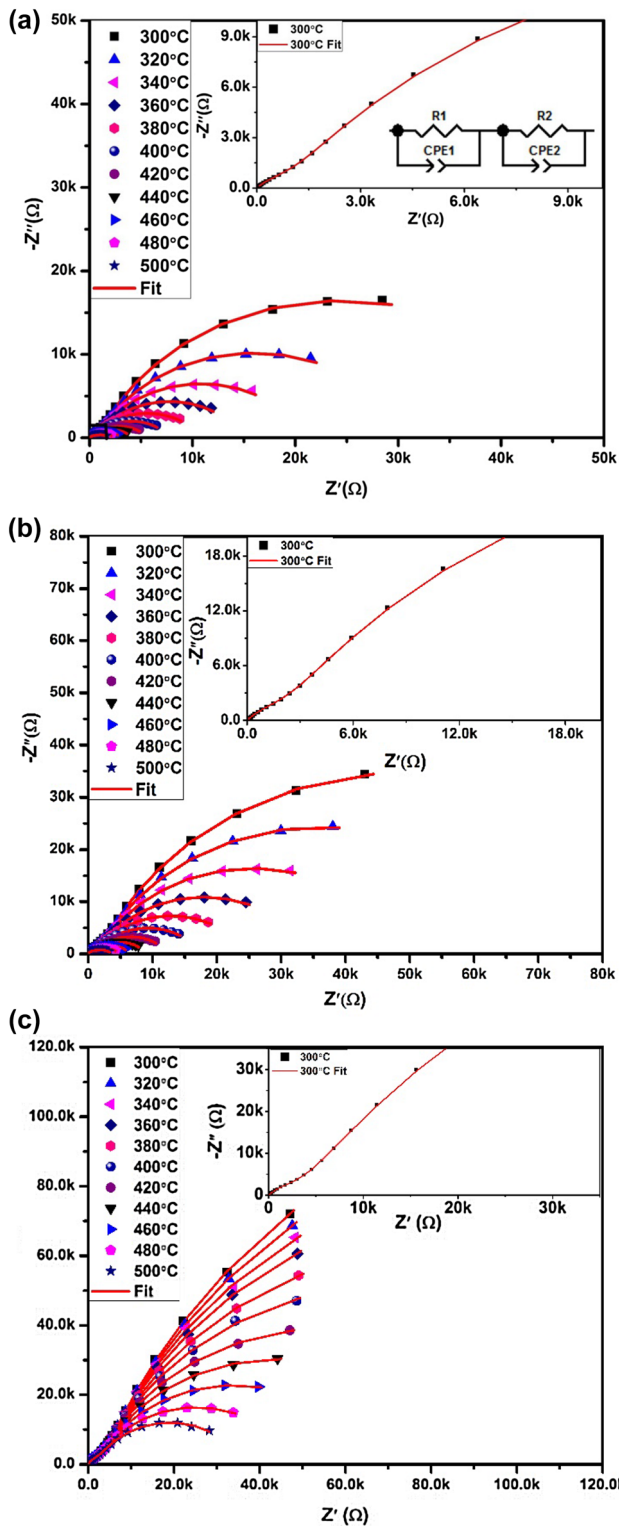 (a)
50k
40k
30k
20k
10k
0
-Z''(Ω)
300°C
320°C
340°C
360°C
380°C
400°C
420°C
440°C
460°C
480°C
500°C
Fit
9.0k
6.0k
3.0k
0.0
-Z''(Ω)
300°C
300°C Fit
R1
R2
CPE1
CPE2
0.0
3.0k
6.0k
9.0k
Z'(Ω)
0
10k
20k
30k
40k
50k
Z'(Ω)
(b)
80k
70k
60k
50k
40k
30k
20k
10k
0
-Z''(Ω)
300°C
320°C
340°C
360°C
380°C
400°C
420°C
440°C
460°C
480°C
500°C
Fit
18.0k
12.0k
6.0k
0.0
-Z''(Ω)
300°C
300°C Fit
0.0
6.0k
12.0k
18.0k
Z'(Ω)
0
10k
20k
30k
40k
50k
60k
70k
80k
Z'(Ω)
(c)
120.0k
100.0k
80.0k
60.0k
40.0k
20.0k
0.0
-Z''(Ω)
300°C
320°C
340°C
360°C
380°C
400°C
420°C
440°C
460°C
480°C
500°C
Fit
30k
20k
10k
0
-Z'' (Ω)
300°C
300°C Fit
0
10k
20k
30k
Z' (Ω)
0.0
20.0k
40.0k
60.0k
80.0k
100.0k
120.0k
Z' (Ω)